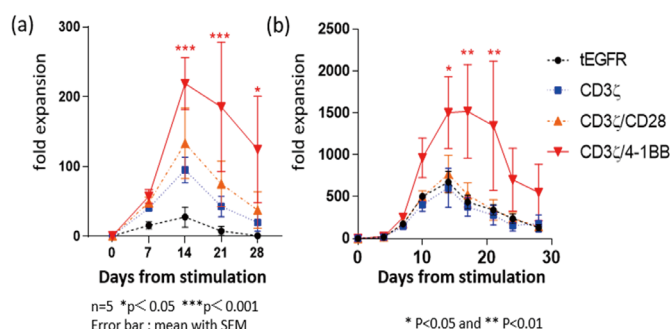 (a)
300
200
100
0
fold expansion
***
***
*
0 7 14 21 28
Days from stimulation
n=5 *p< 0.05 ***p< 0.001
Error bar : mean with SEM
(b)
2500
2000
1500
1000
500
0
fold expansion
*
**
**
0 10 20 30
Days from stimulation
* P<0.05 and ** P<0.01
tEGFR
CD3ζ
CD3ζ/CD28
CD3ζ/4-1BB